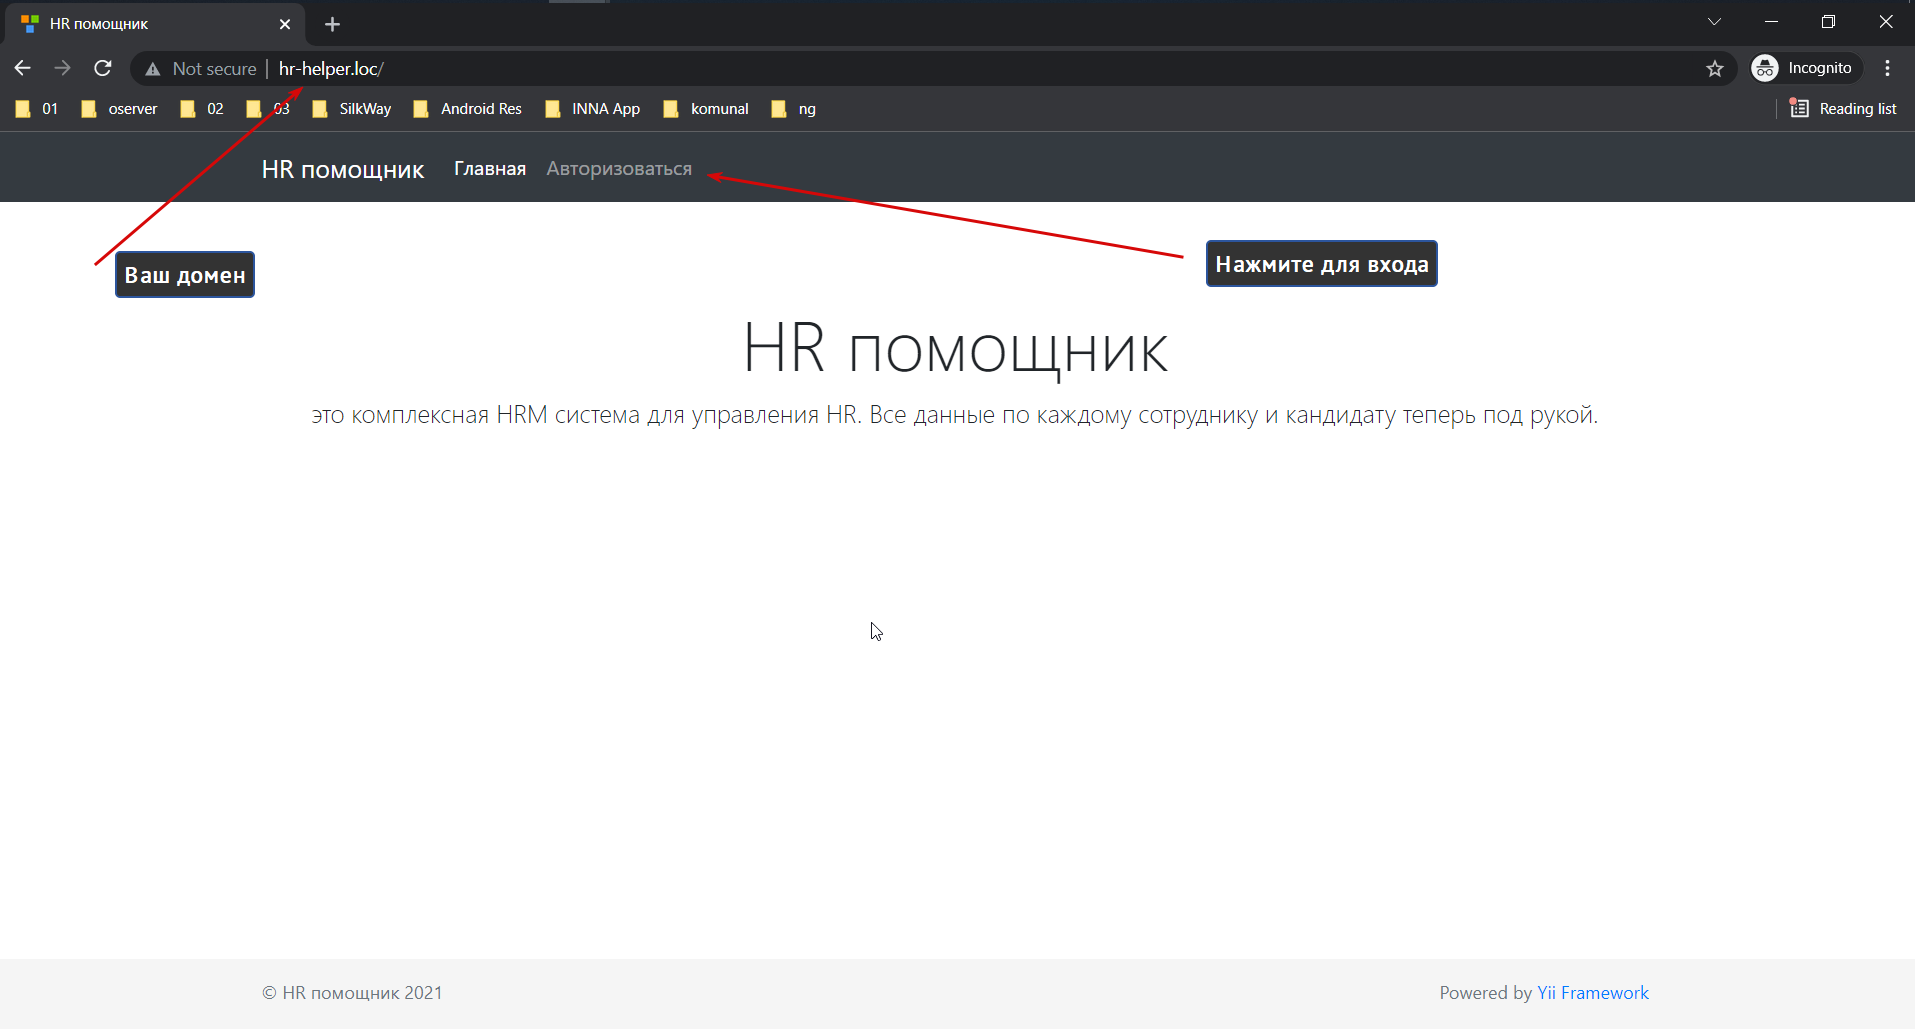 HR помощник
Not secure | hr-helper.loc/
Incognito
01 oserver 02 03 SilkWay Android Res INNA App komunal ng Reading list
HR помощник Главная Авторизоваться
Ваш домен
Нажмите для входа
HR помощник
это комплексная HRM система для управления HR. Все данные по каждому сотруднику и кандидату теперь под рукой.
© HR помощник 2021
Powered by Yii Framework